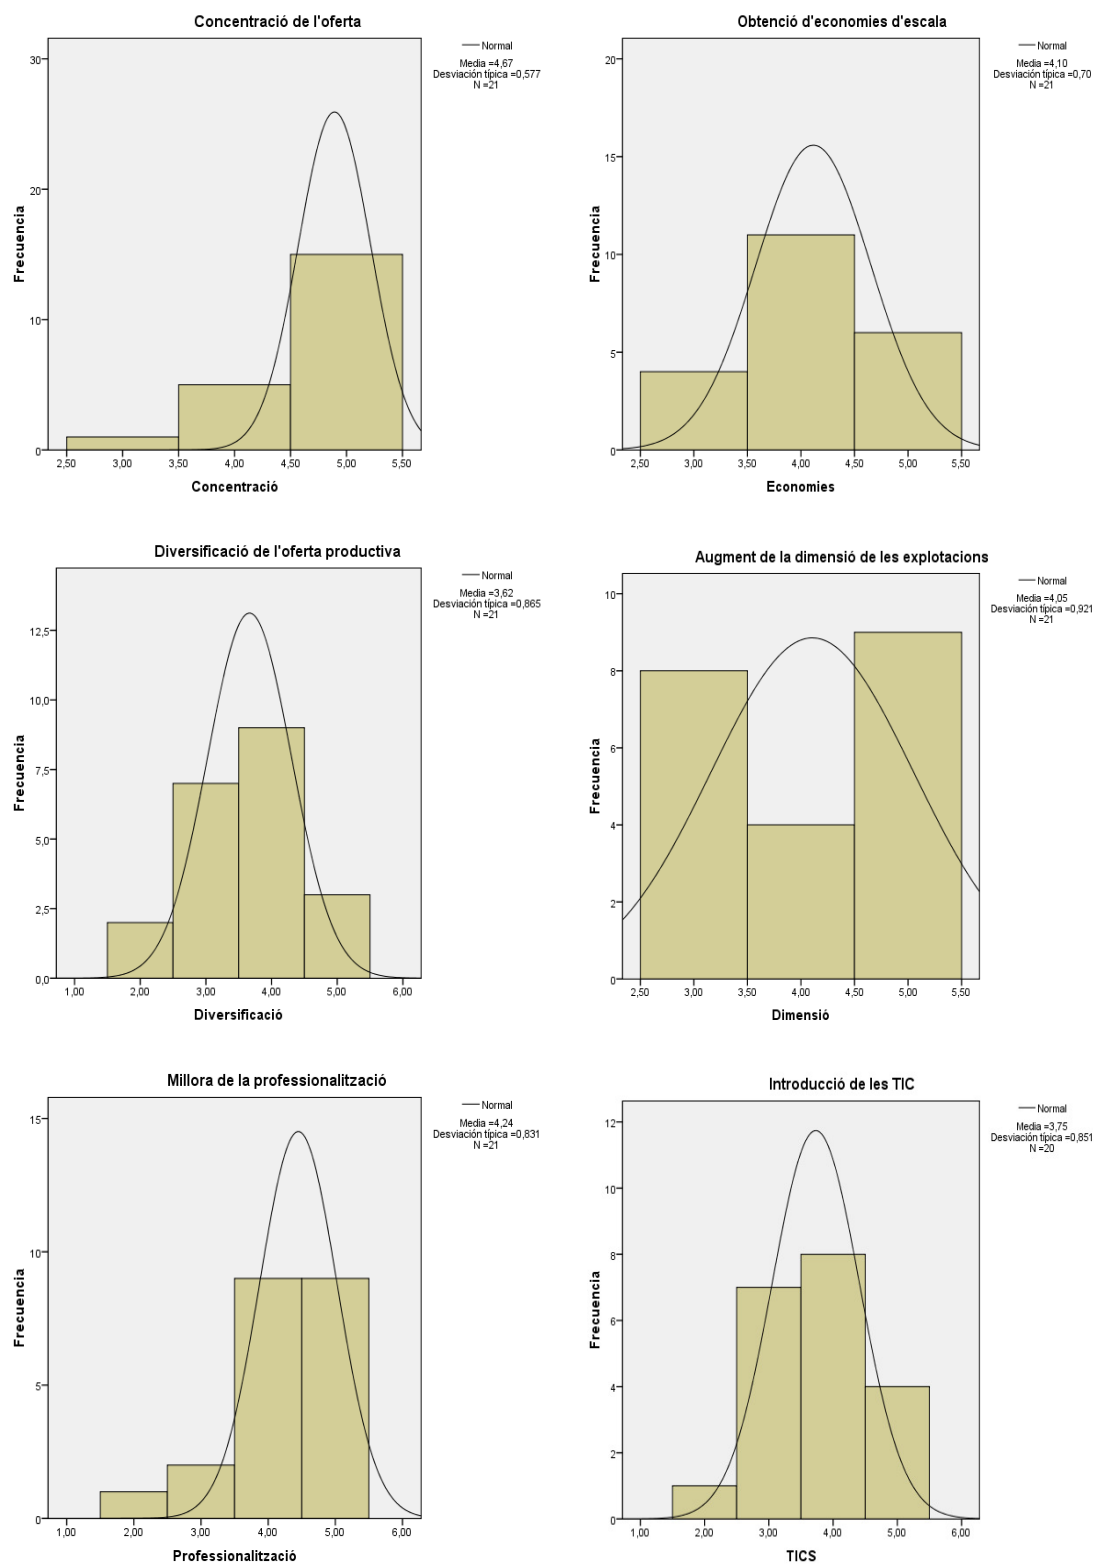 Concentració de l'oferta
Normal
Media =4,67
Desviación típica =0,577
N =21
Frecuencia
30
20
10
0
2,50 3,00 3,50 4,00 4,50 5,00 5,50
Concentració
Obtenció d'economies d'escala
Normal
Media =4,10
Desviación típica =0,70
N =21
Frecuencia
20
15
10
5
0
2,50 3,00 3,50 4,00 4,50 5,00 5,50
Economies
Diversificació de l'oferta productiva
Normal
Media =3,62
Desviación típica =0,865
N =21
Frecuencia
12,5
10,0
7,5
5,0
2,5
0,0
1,00 2,00 3,00 4,00 5,00 6,00
Diversificació
Augment de la dimensió de les explotacions
Normal
Media =4,05
Desviación típica =0,921
N =21
Frecuencia
10
8
6
4
2
0
2,50 3,00 3,50 4,00 4,50 5,00 5,50
Dimensió
Millora de la professionalització
Normal
Media =4,24
Desviación típica =0,831
N =21
Frecuencia
15
10
5
0
1,00 2,00 3,00 4,00 5,00 6,00
Professionalització
Introducció de les TIC
Normal
Media =3,75
Desviación típica =0,851
N =20
Frecuencia
12
10
8
6
4
2
0
1,00 2,00 3,00 4,00 5,00 6,00
TICS